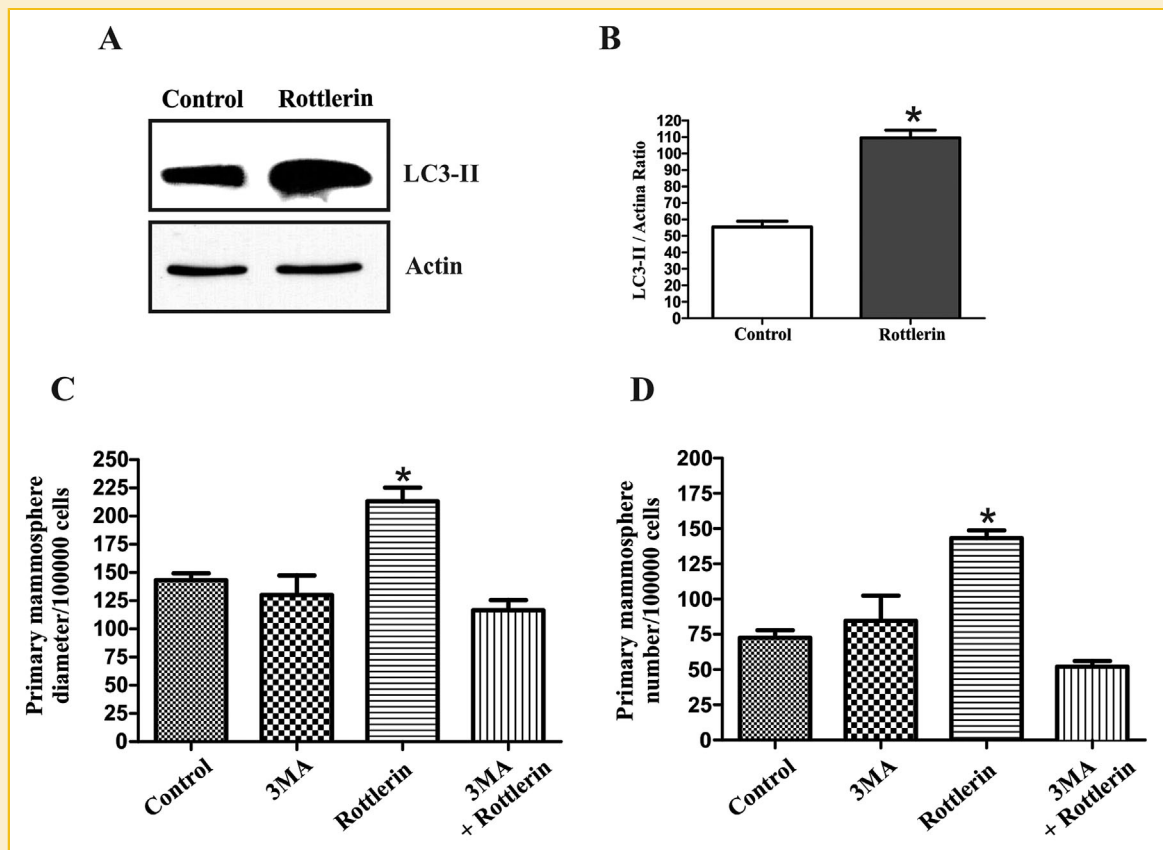 A
Control Rottlerin
LC3-II
Actin
B
LC3-II / Actina Ratio
120
110
100
90
80
70
60
50
40
30
20
10
0
*
Control Rottlerin
C
Primary mammosphere
diameter/100000 cells
250
225
200
175
150
125
100
75
50
25
0
*
Control
3MA
Rottlerin
3MA
+ Rottlerin
D
Primary mammosphere
number/100000 cells
200
175
150
125
100
75
50
25
0
*
Control
3MA
Rottlerin
3MA
+ Rottlerin